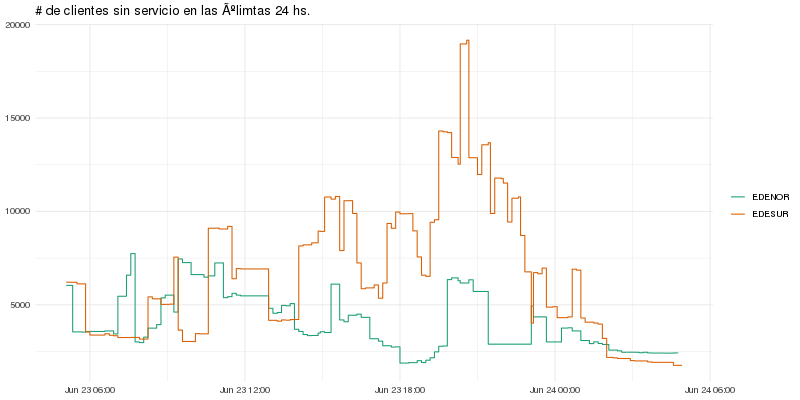 # de clientes sin servicio en las Ãºlimtas 24 hs.
20000
15000
10000
5000
Jun 23 06:00
Jun 23 12:00
Jun 23 18:00
Jun 24 00:00
Jun 24 06:00
EDENOR
EDESUR